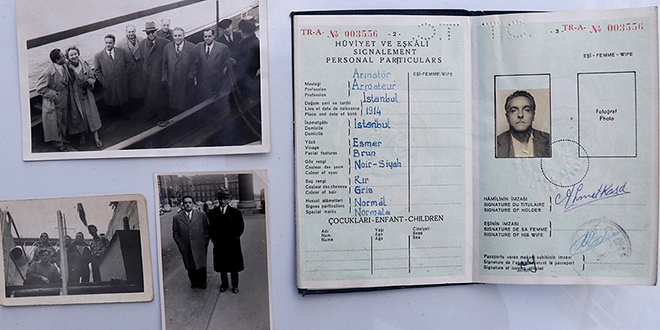 TR-A- № 003556 - 2 -
HÜVİYET VE EŞKÂLİ
SIGNALEMENT
PERSONAL PARTICULARS
EŞİ-FEMME-WIFE
Mesleği
Profession
Profession
Armatör
Armateur
Doğum yeri ve tarihi
Lieu et date de naissance
Place and date of birth
İstanbul
1914
İkametgâhı
Domicile
Domicile
İstanbul
Yüzü
Visage
Facial features
Esmer
Brun
Göz rengi
Couleur des yeux
Colour of eyes
Noir-Siyah
Saç rengi
Couleur des cheveux
Colour of hair
Kır
Gris
Hususî alâmetleri
Signes particuliers
Special marks
Normâl
Normale
ÇOCUKLARI-ENFANT-CHILDREN
Adı
Nom
Name
Yaşı
Age
Age
Cinsiyeti
Sexe
Sex
- 3 - TR-A- № 003556
EŞİ-FEMME-WIFE
Fotoğraf
Photo
HÂMİLİNİN İMZASI
SIGNATURE DU TITULAIRE
SIGNATURE OF HOLDER
EŞİNİN İMZASI
SIGNATURE DE SA FEMME
SIGNATURE OF HIS WIFE